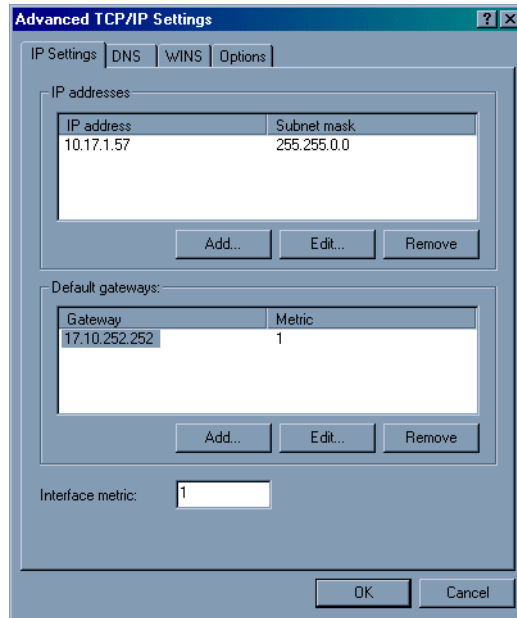 Advanced TCP/IP Settings
IP Settings DNS WINS Options
IP addresses
IP address Subnet mask
10.17.1.57 255.255.0.0
Add... Edit... Remove
Default gateways:
Gateway Metric
17.10.252.252 1
Add... Edit... Remove
Interface metric: 1
OK Cancel